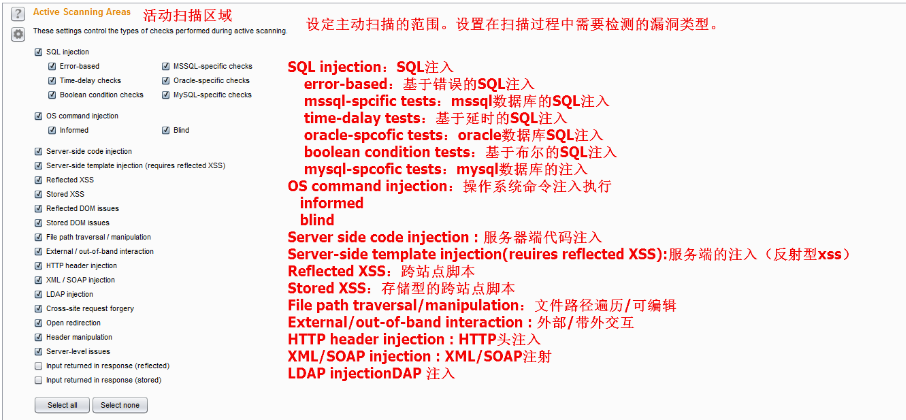 Active Scanning Areas 活动扫描区域
设定主动扫描的范围。设置在扫描过程中需要检测的漏洞类型。
These settings control the types of checks performed during active scanning.
SQL injection
Error-based MSSQL-specific checks
Time-delay checks Oracle-specific checks
Boolean condition checks MySQL-specific checks
OS command injection
Informed Blind
Server-side code injection
Server-side template injection (requires reflected XSS)
Reflected XSS
Stored XSS
Reflected DOM issues
Stored DOM issues
File path traversal / manipulation
External / out-of-band interaction
HTTP header injection
XML / SOAP injection
LDAP injection
Cross-site request forgery
Open redirection
Header manipulation
Server-level issues
Input returned in response (reflected)
Input returned in response (stored)
Select all Select none
SQL injection：SQL注入
error-based：基于错误的SQL注入
mssql-spcific tests：mssql数据库的SQL注入
time-dalay tests：基于延时的SQL注入
oracle-spcofic tests：oracle数据库SQL注入
boolean condition tests：基于布尔的SQL注入
mysql-spcofic tests：mysql数据库的注入
OS command injection：操作系统命令注入执行
informed
blind
Server side code injection：服务器端代码注入
Server-side template injection(reuires reflected XSS):服务端的注入（反射型xss）
Reflected XSS：跨站点脚本
Stored XSS：存储型的跨站点脚本
File path traversal/manipulation：文件路径遍历/可编辑
External/out-of-band interaction：外部/带外交互
HTTP header injection：HTTP头注入
XML/SOAP injection：XML/SOAP注射
LDAP injectionDAP 注入